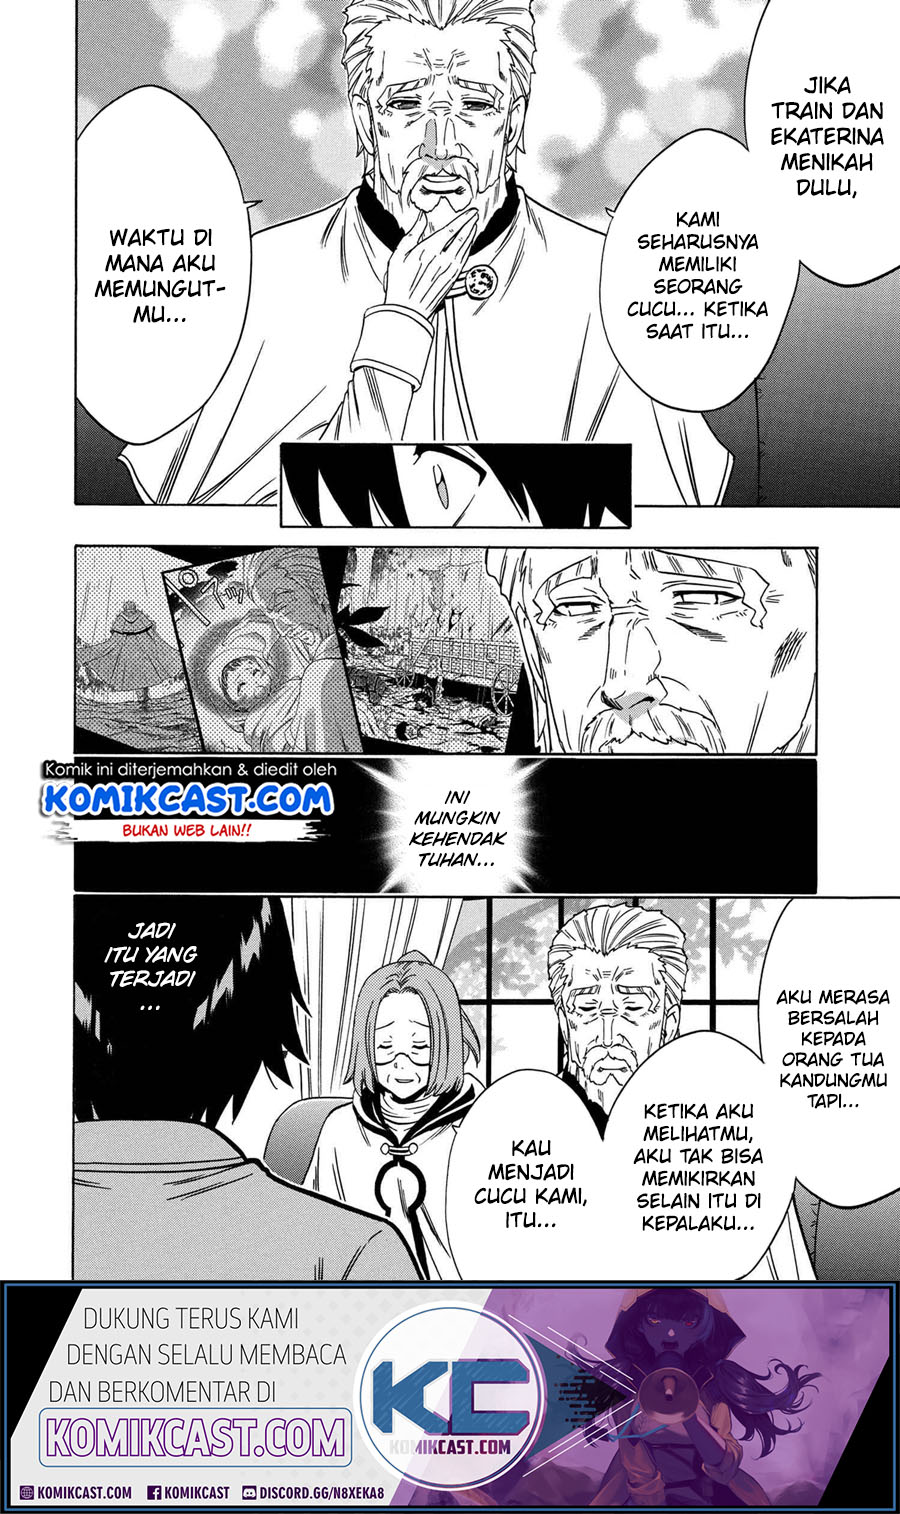 JIKA
TRAIN DAN
EKATERINA
MENIKAH
DULU,
KAMI
SEHARUSNYA
MEMILIKI
SEORANG
CUCU... KETIKA
SAAT ITU...
WAKTU DI
MANA AKU
MEMUNGUT-
MU...
Komik ini diterjemahkan & diedit oleh
KOMIKCAST.COM
BUKAN WEB LAIN!!
INI
MUNGKIN
KEHENDAK
TUHAN...
AKU MERASA
BERSALAH
KEPADA
ORANG TUA
KANDUNGMU
TAPI...
KETIKA AKU
MELIHATMU,
AKU TAK BISA
MEMIKIRKAN
SELAIN ITU DI
KEPALAKU...
KAU
MENJADI
CUCU KAMI,
ITU...
JADI
ITU YANG
TERJADI
...
DUKUNG TERUS KAMI
DENGAN SELALU MEMBACA
DAN BERKOMENTAR DI
KOMIKCAST.COM
KC
KOMIKCAST.COM
KOMIKCAST.COM KOMIKCAST DISCORD.GG/N8XEKA8